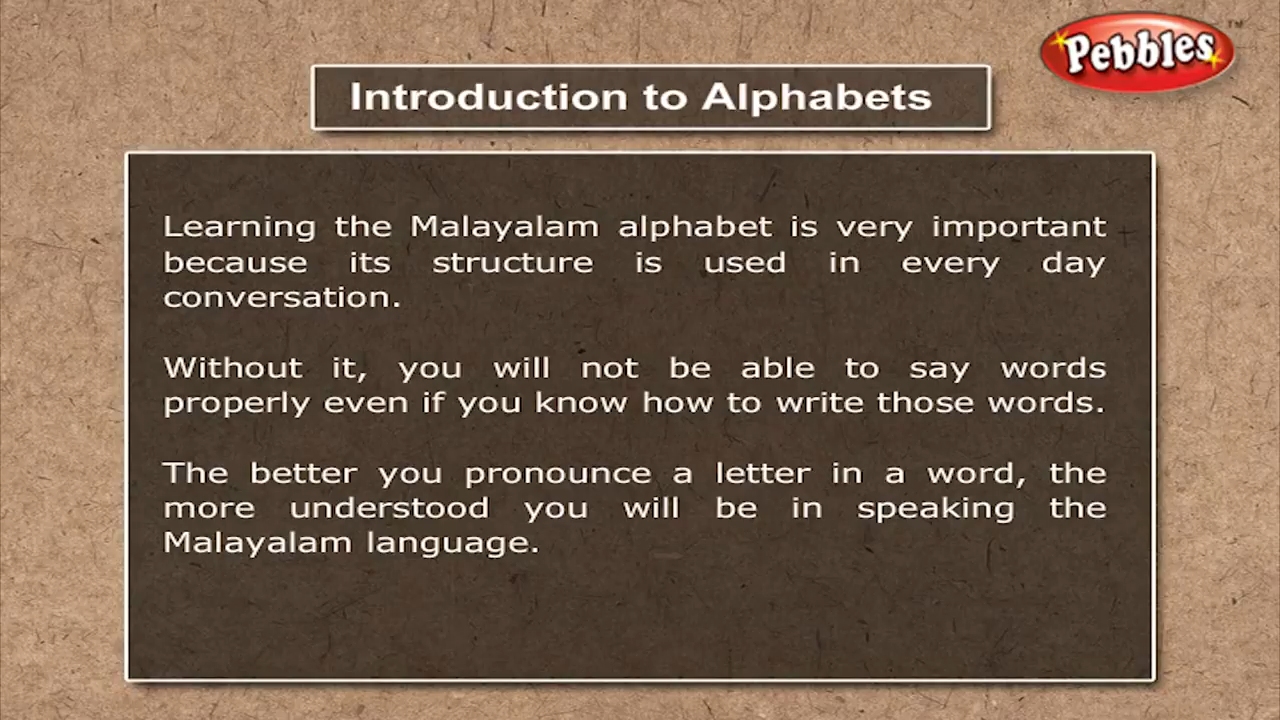 Pebbles
TM
Introduction to Alphabets
Learning the Malayalam alphabet is very important
because its structure is used in every day
conversation.
Without it, you will not be able to say words
properly even if you know how to write those words.
The better you pronounce a letter in a word, the
more understood you will be in speaking the
Malayalam language.